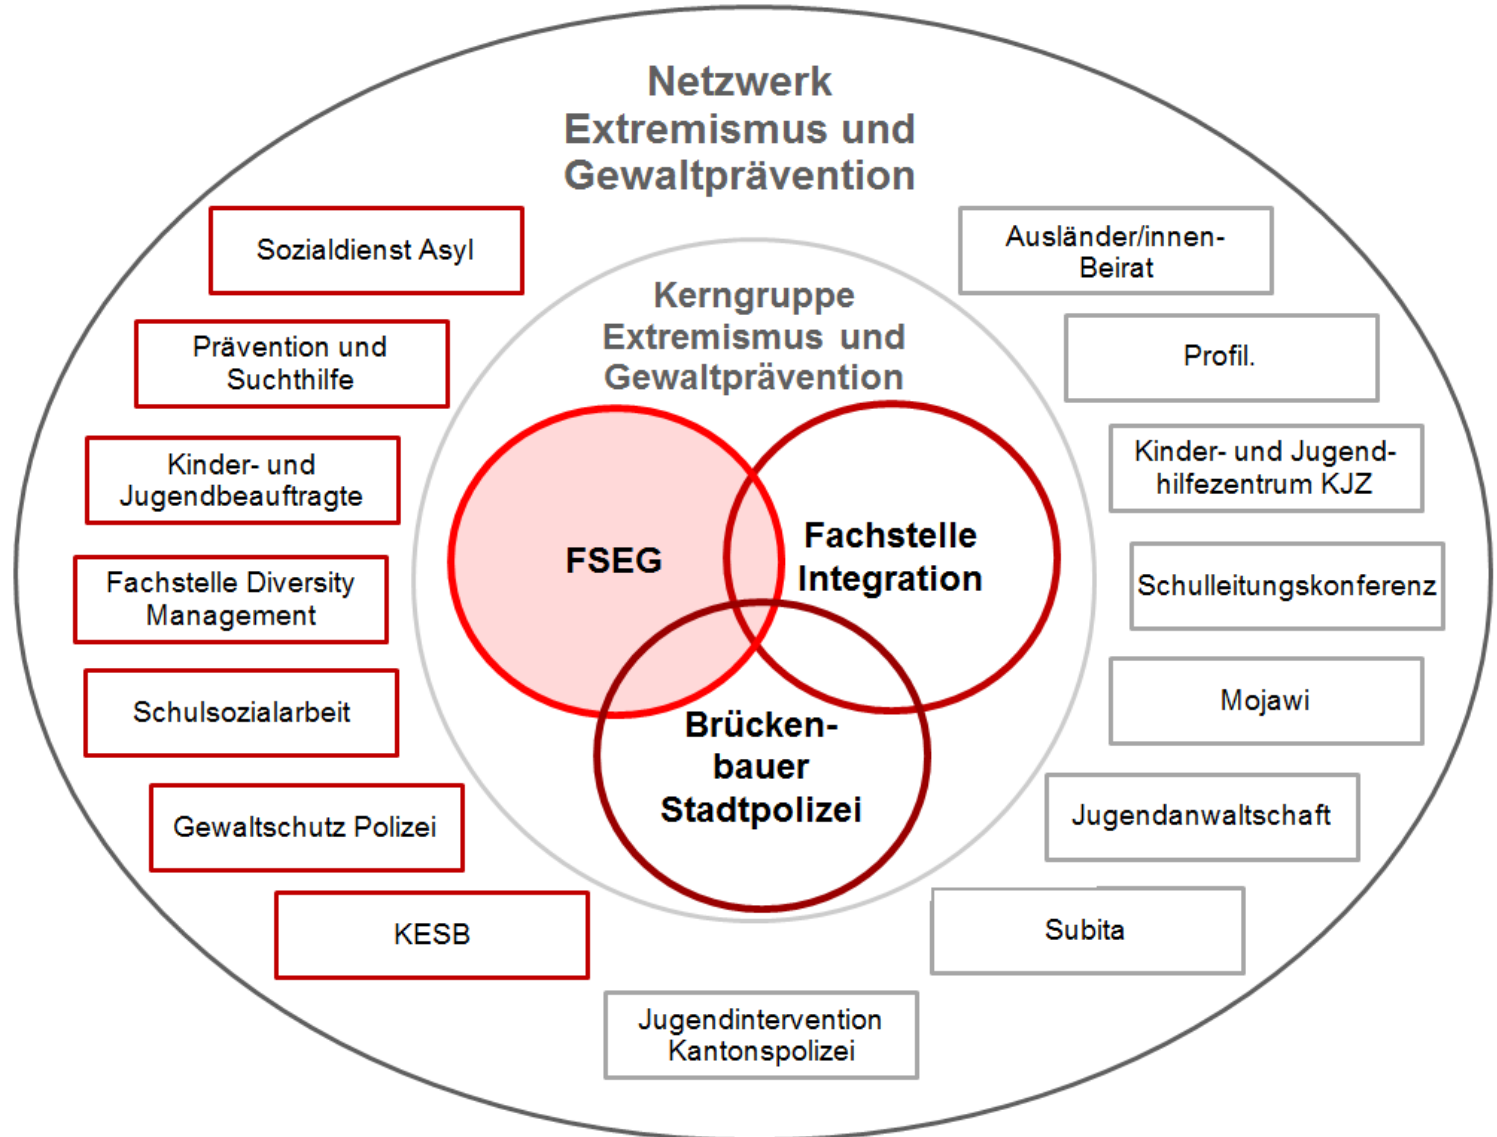 Netzwerk
Extremismus und
Gewaltprävention
Kerngruppe
Extremismus und
Gewaltprävention
FSEG
Fachstelle
Integration
Brücken-
bauer
Stadtpolizei
Sozialdienst Asyl
Prävention und
Suchthilfe
Kinder- und
Jugendbeauftragte
Fachstelle Diversity
Management
Schulsozialarbeit
Gewaltschutz Polizei
KESB
Jugendintervention
Kantonspolizei
Ausländer/innen-
Beirat
Profil.
Kinder- und Jugend-
hilfezentrum KJZ
Schulleitungskonferenz
Mojawi
Jugendanwaltschaft
Subita